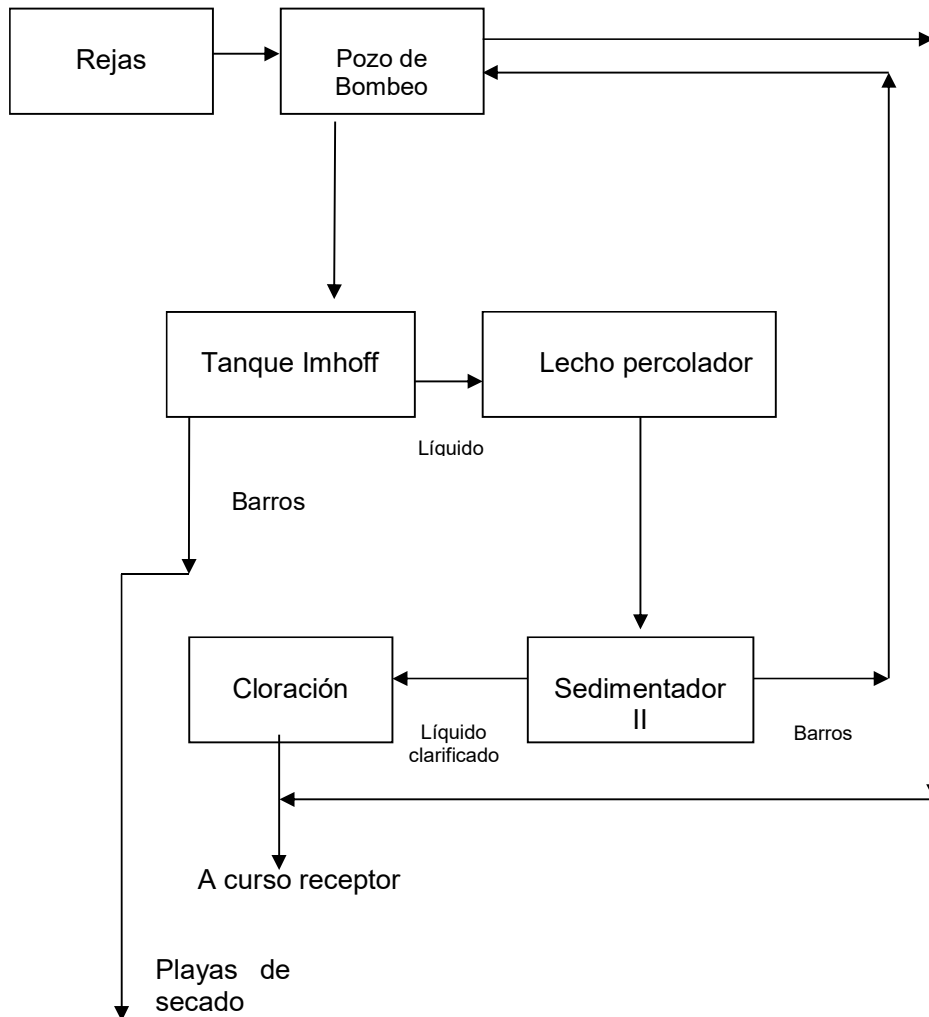 Rejas
Pozo de
Bombeo
Tanque Imhoff
Lecho percolador
Líquido
Barros
Cloración
Sedimentador
II
Líquido
clarificado
Barros
A curso receptor
Playas de
secado